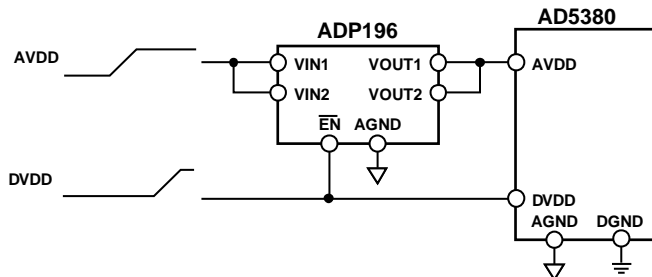 ADP196
AD5380
AVDD
VIN1
VOUT1
AVDD
VIN2
VOUT2
EN
AGND
DVDD
DVDD
AGND
DGND